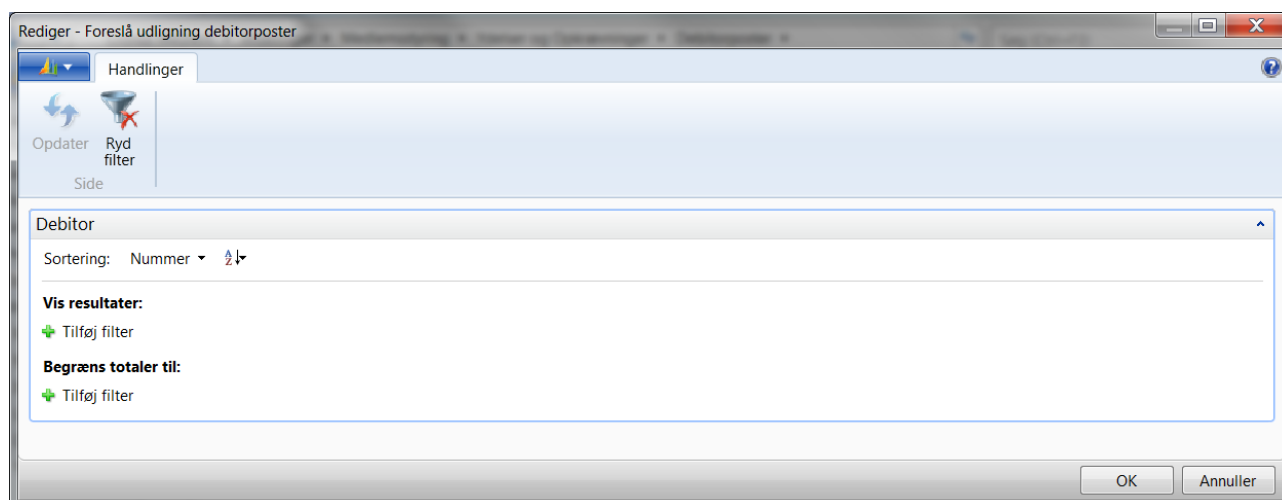 Rediger - Foreslå udligning debitorposter
Handlinger
Opdater
Ryd
filter
Side
Debitor
Sortering: Nummer
Vis resultater:
Tilføj filter
Begræns totaler til:
Tilføj filter
OK
Annuller